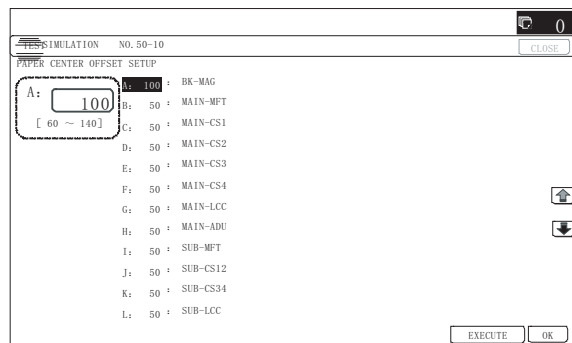 0
TEST SIMULATION NO.50-10
CLOSE
PAPER CENTER OFFSET SETUP
A:
100
[ 60 ~ 140]
A: 100 : BK-MAG
B: 50 : MAIN-MFT
C: 50 : MAIN-CS1
D: 50 : MAIN-CS2
E: 50 : MAIN-CS3
F: 50 : MAIN-CS4
G: 50 : MAIN-LCC
H: 50 : MAIN-ADU
I: 50 : SUB-MFT
J: 50 : SUB-CS12
K: 50 : SUB-CS34
L: 50 : SUB-LCC
EXECUTE OK